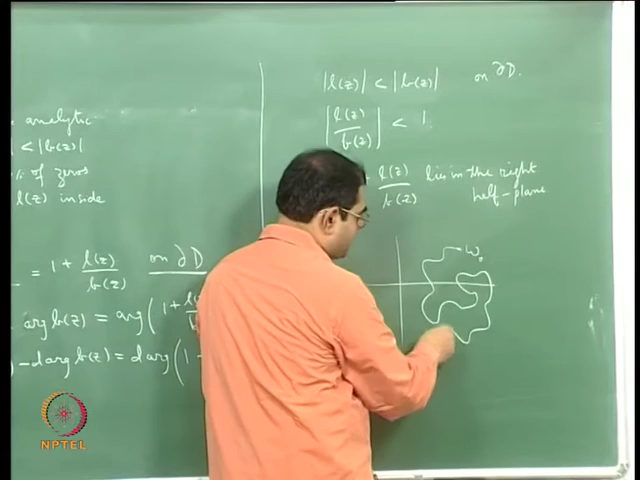 analytic
< |b(z)|
of zeros
l(z) inside
= 1 + l(z)/b(z) on ∂D
arg b(z) = arg (1 + l(
- d arg b(z) = d arg (1
|l(z)| < |b(z)| on ∂D.
|l(z)/b(z)| < 1
+ l(z)/b(z) lies in the right
half-plane
w₀
NPTEL